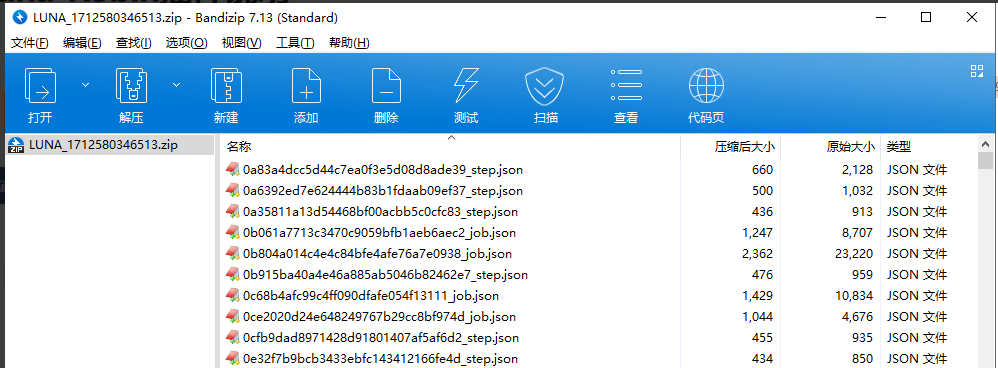 LUNA_1712580346513.zip - Bandizip 7.13 (Standard)
文件(F) 编辑(E) 查找(I) 选项(O) 视图(V) 工具(T) 帮助(H)
打开 解压 新建 添加 删除 测试 扫描 查看 代码页
LUNA_1712580346513.zip
名称 压缩后大小 原始大小 类型
0a83a4dcc5d44c7ea0f3e5d08d8ade39_step.json 660 2,128 JSON 文件
0a6392ed7e624444b83b1fdaab09ef37_step.json 500 1,032 JSON 文件
0a35811a13d54468bf00acbb5c0cfc83_step.json 436 913 JSON 文件
0b061a7713c3470c9059bfb1aeb6aec2_job.json 1,247 8,707 JSON 文件
0b804a014c4e4c84bfe4afe76a7e0938_job.json 2,362 23,220 JSON 文件
0b915ba40a4e46a885ab5046b82462e7_step.json 476 959 JSON 文件
0c68b4afc99c4ff090dfafe054f13111_job.json 1,429 10,834 JSON 文件
0ce2020d24e648249767b29cc8bf974d_job.json 1,044 4,676 JSON 文件
0cfb9dad8971428d91801407af5af6d2_step.json 455 935 JSON 文件
0e32f7b9bcb3433ebfc143412166fe4d_step.json 434 850 JSON 文件